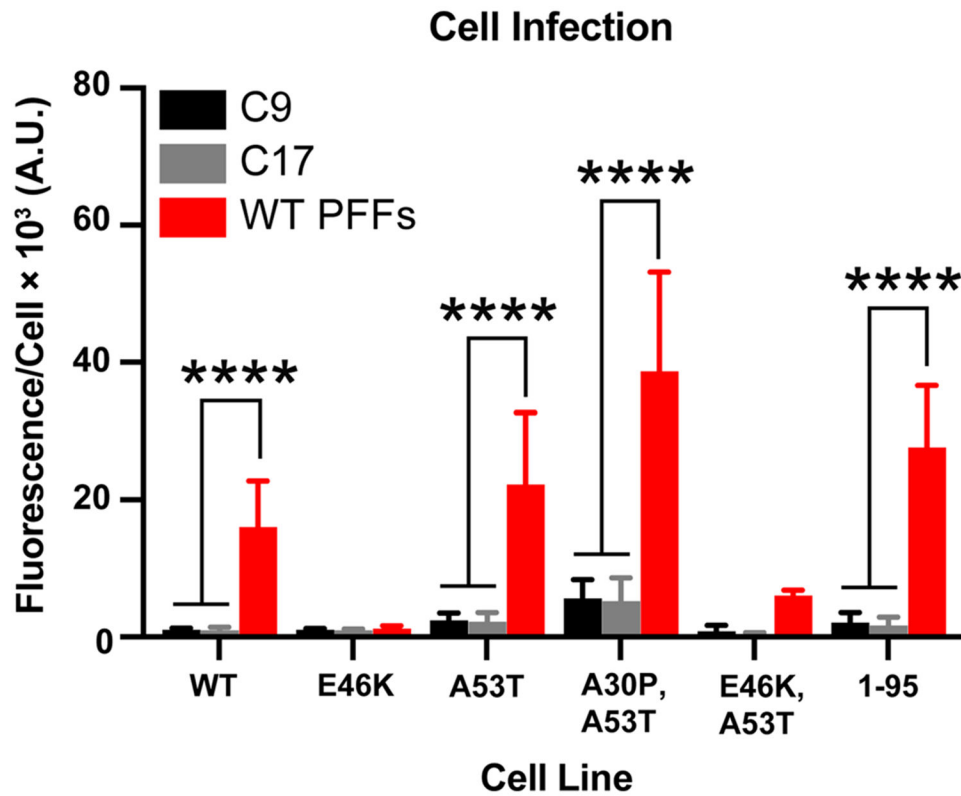 Cell Infection
Fluorescence/Cell × 10³ (A.U.)
80
60
40
20
0
C9
C17
WT PFFs
****
****
****
****
WT
E46K
A53T
A30P,
A53T
E46K,
A53T
1-95
Cell Line